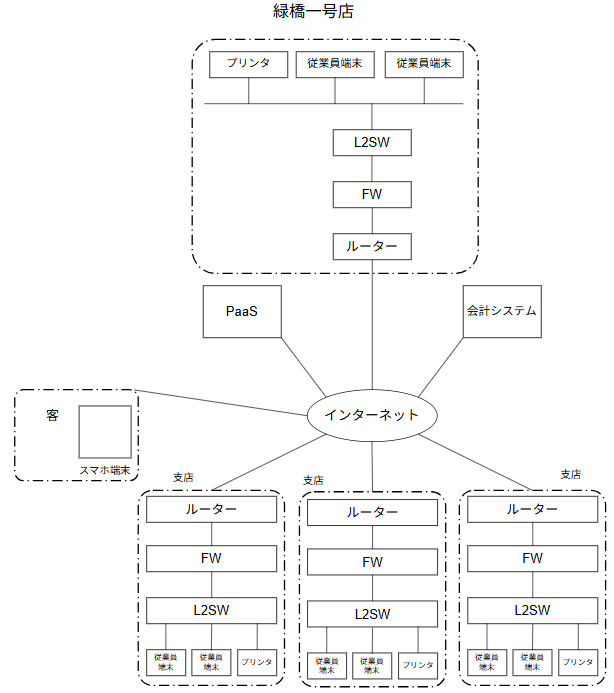 緑橋一号店
プリンタ
従業員端末
従業員端末
L2SW
FW
ルーター
PaaS
会計システム
インターネット
客
スマホ端末
支店
ルーター
FW
L2SW
従業員
端末
従業員
端末
プリンタ
支店
ルーター
FW
L2SW
従業員
端末
従業員
端末
プリンタ
支店
ルーター
FW
L2SW
従業員
端末
従業員
端末
プリンタ